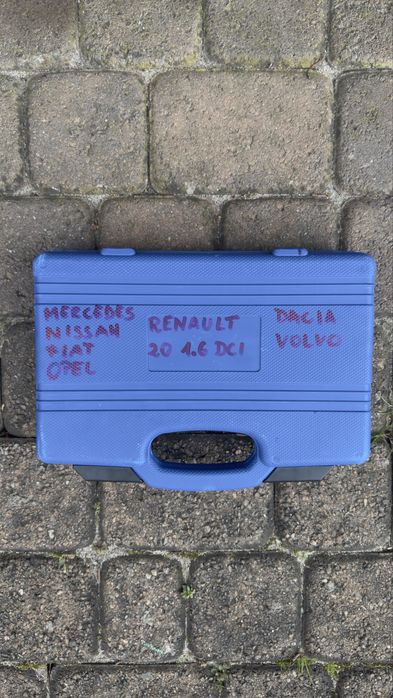 MERCEDES
NISSAN
FIAT
OPEL
RENAULT
20 1.6 DCI
DACIA
VOLVO